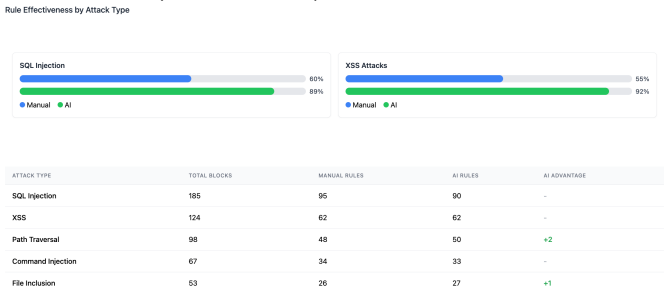 Rule Effectiveness by Attack Type
SQL Injection
60%
89%
Manual AI
XSS Attacks
55%
92%
Manual AI
ATTACK TYPE TOTAL BLOCKS MANUAL RULES AI RULES AI ADVANTAGE
SQL Injection 185 95 90 -
XSS 124 62 62 -
Path Traversal 98 48 50 +2
Command Injection 67 34 33 -
File Inclusion 53 26 27 +1